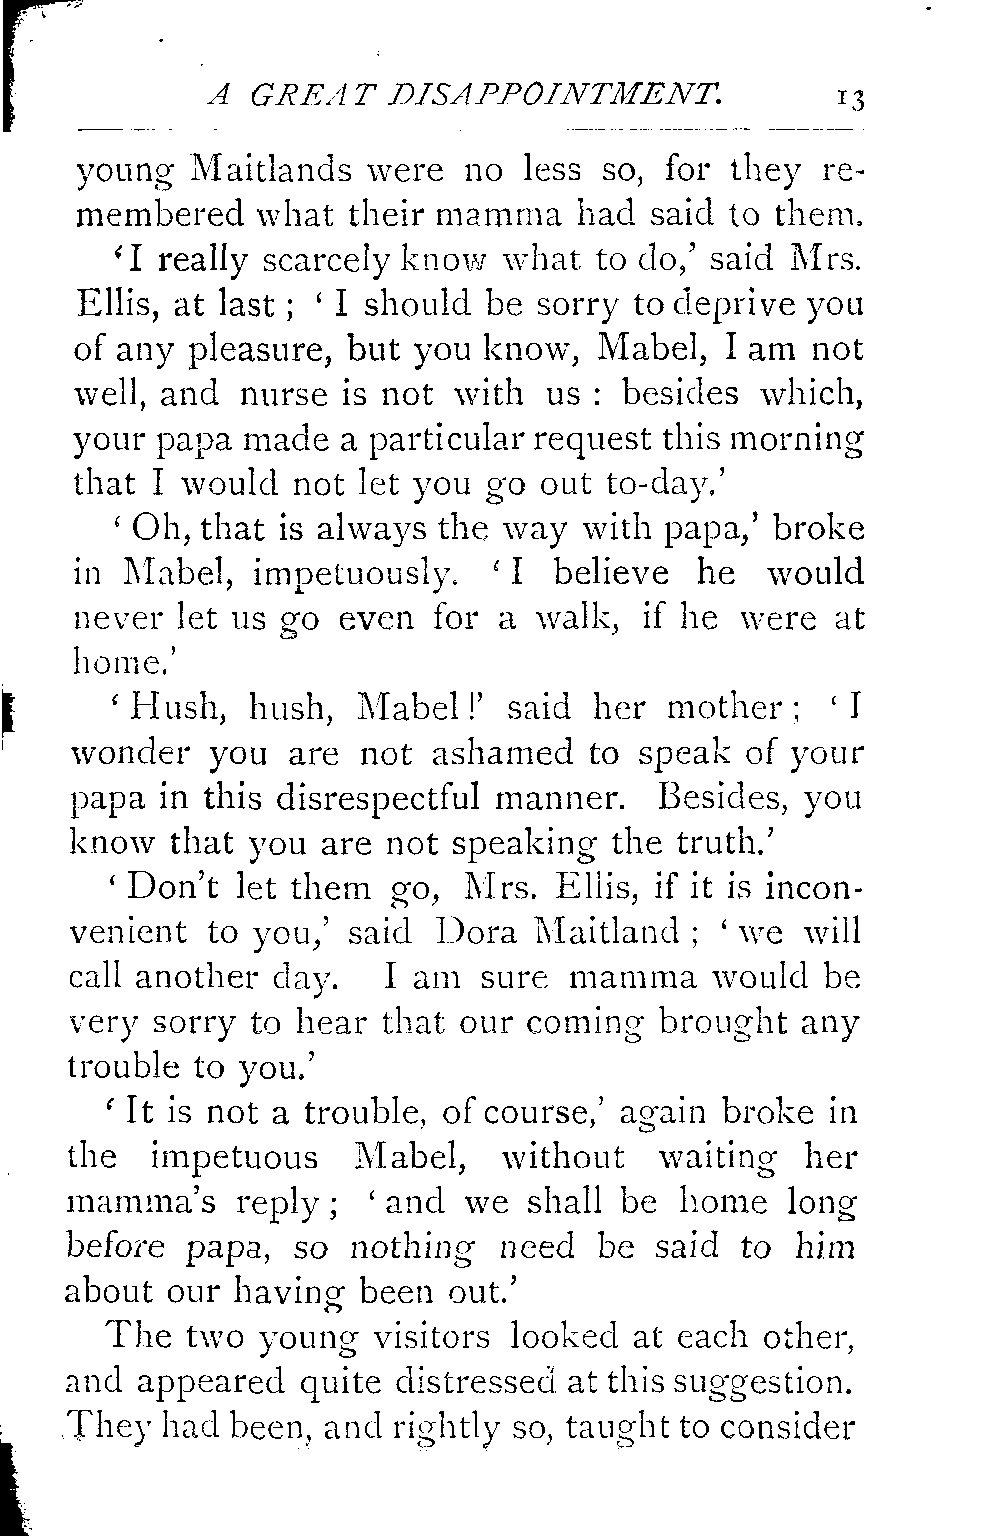 A GREAT DISAPPOINTMENT. 13
young Maitlands were no less so, for they re-
membered what their mamma had said to them.
‘I really scarcely know what to do,’ said Mrs.
Ellis, at last ; ‘ I should be sorry to deprive you
of any pleasure, but you know, Mabel, I am not
well, and nurse is not with us : besides which,
your papa made a particular request this morning
that I would not let you go out to-day.’
‘ Oh, that is always the way with papa,’ broke
in Mabel, impetuously. ‘ I believe he would
never let us go even for a walk, if he were at
home.’
‘ Hush, hush, Mabel !’ said her mother ; ‘ I
wonder you are not ashamed to speak of your
papa in this disrespectful manner. Besides, you
know that you are not speaking the truth.’
‘ Don’t let them go, Mrs. Ellis, if it is incon-
venient to you,’ said Dora Maitland ; ‘ we will
call another day. I am sure mamma would be
very sorry to hear that our coming brought any
trouble to you.’
‘ It is not a trouble, of course,’ again broke in
the impetuous Mabel, without waiting her
mamma’s reply ; ‘ and we shall be home long
before papa, so nothing need be said to him
about our having been out.’
The two young visitors looked at each other,
and appeared quite distressed at this suggestion.
They had been, and rightly so, taught to consider